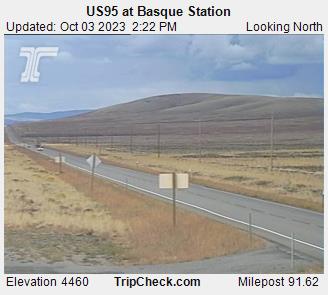 US95 at Basque Station
Updated: Oct 03 2023 2:22 PM Looking North
Elevation 4460 TripCheck.com Milepost 91.62